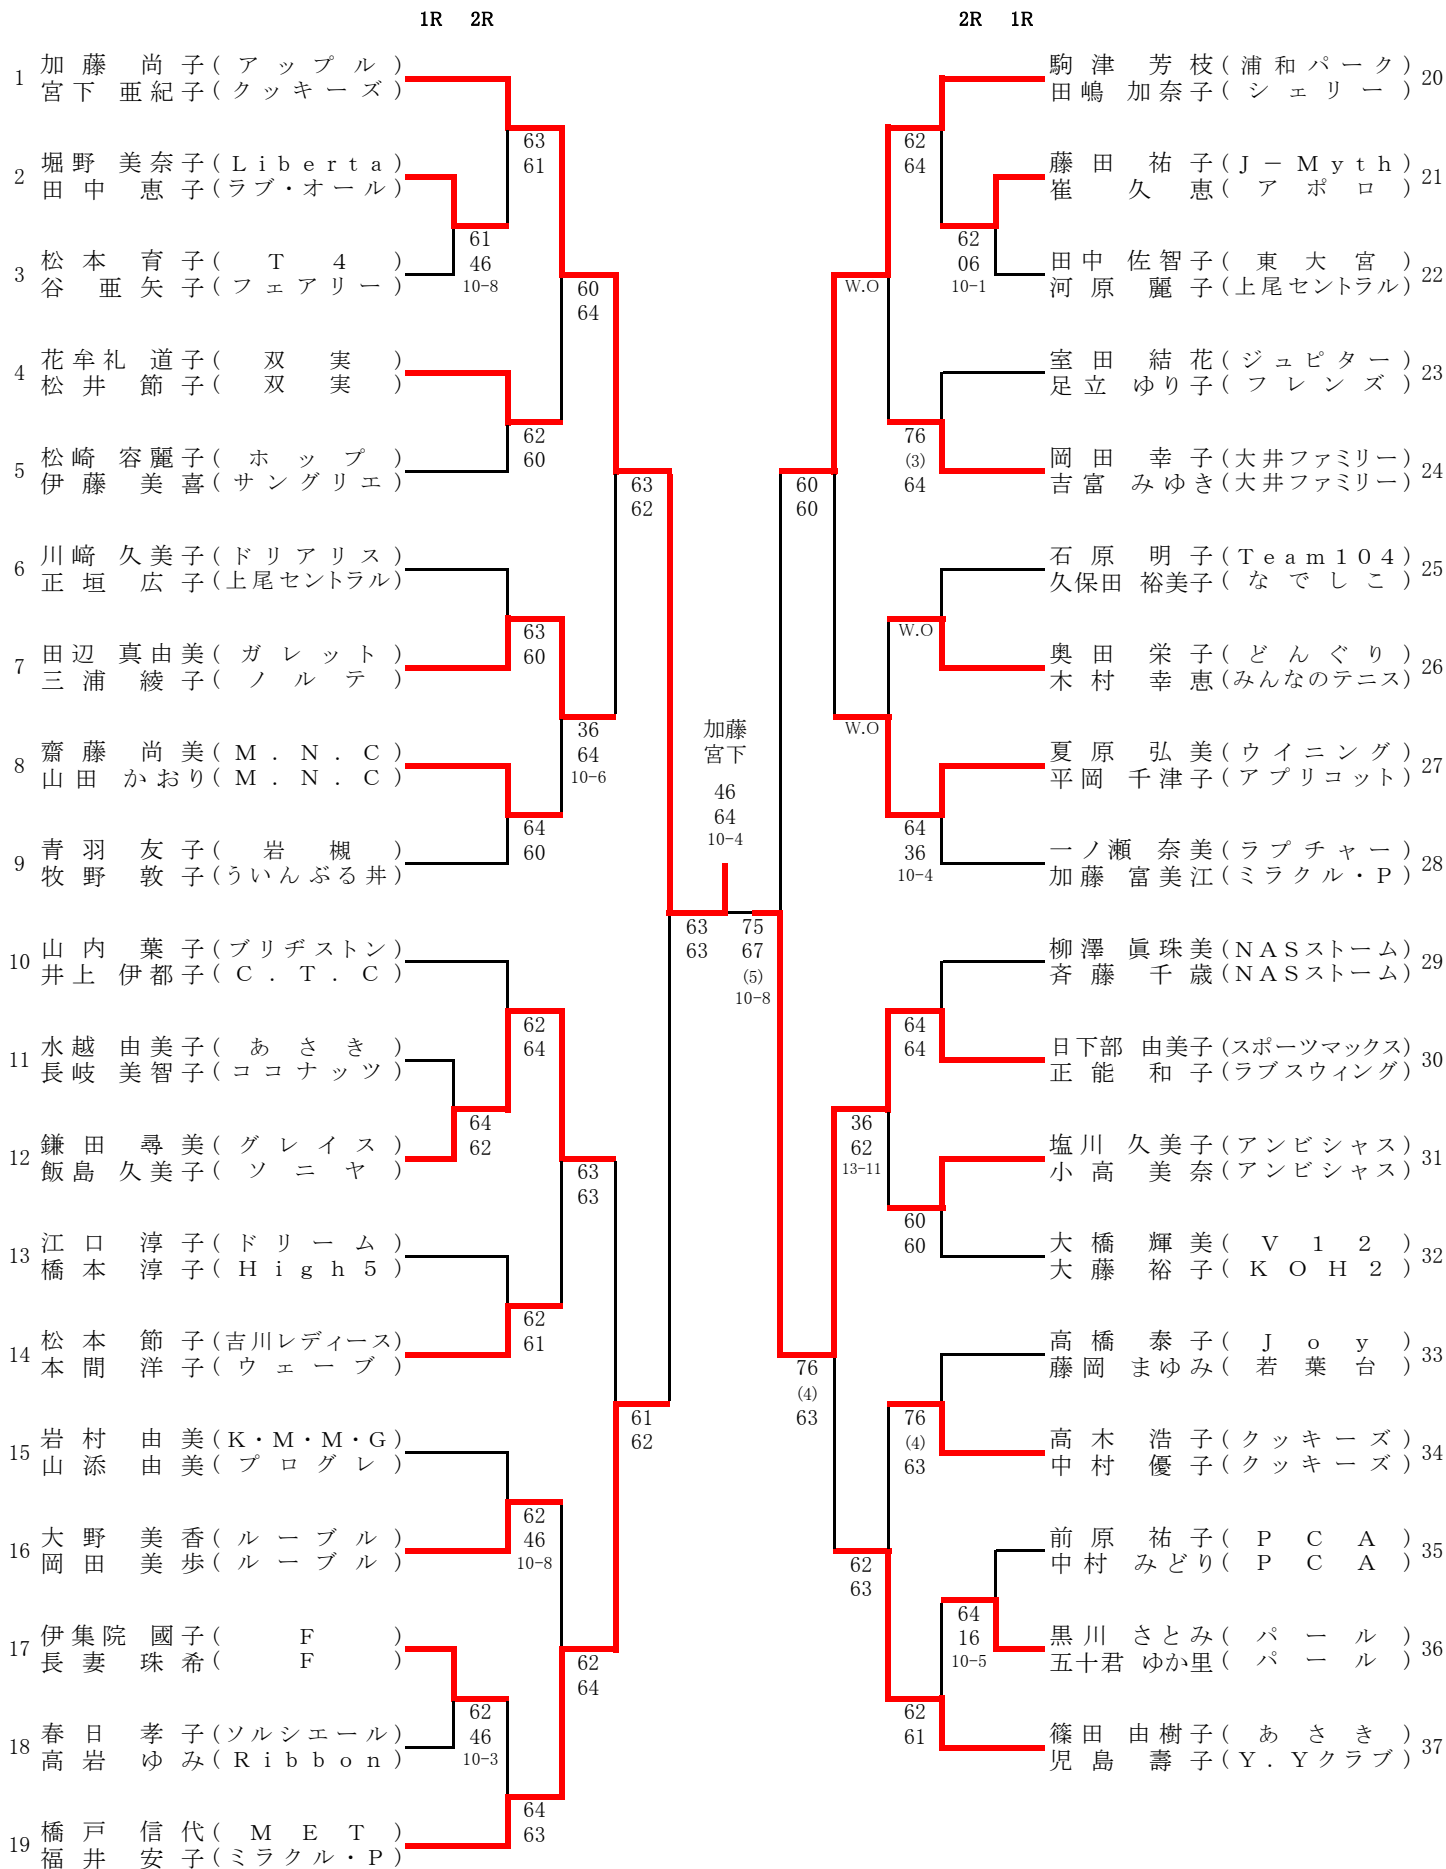 1R 2R
1 加藤 尚子(アップル)
宮下 亜紀子(クッキーズ)
63
61
2 堀野 美奈子(Liberta)
田中 恵子(ラブ・オール)
61
46
10-8
3 松本 育子(T4)
谷 亜矢子(フェアリー)
60
64
4 花牟礼 道子(双実)
松井 節子(双実)
62
60
5 松崎 容麗子(ホップ)
伊藤 美喜(サングリエ)
63
62
6 川﨑 久美子(ドリアリス)
正垣 広子(上尾セントラル)
63
60
7 田辺 真由美(ガレット)
三浦 綾子(ノルテ)
36
64
10-6
8 齋藤 尚美(M.N.C)
山田 かおり(M.N.C)
64
60
9 青羽 友子(岩槻)
牧野 敦子(ういんぶる丼)
63
63
10 山内 葉子(ブリヂストン)
井上 伊都子(C.T.C)
62
64
11 水越 由美子(あさき)
長岐 美智子(ココナッツ)
64
62
12 鎌田 尋美(グレイス)
飯島 久美子(ソニヤ)
63
63
13 江口 淳子(ドリーム)
橋本 淳子(High5)
62
61
14 松本 節子(吉川レディース)
本間 洋子(ウェーブ)
61
62
15 岩村 由美(K・M・M・G)
山添 由美(プログレ)
62
46
10-8
16 大野 美香(ルーブル)
岡田 美歩(ルーブル)
17 伊集院 國子(F)
長妻 珠希(F)
62
64
62
46
10-3
18 春日 孝子(ソルシエール)
高岩 ゆみ(Ribbon)
64
63
19 橋戸 信代(MET)
福井 安子(ミラクル・P)
加藤
宮下
46
64
10-4
75
67
(5)
10-8
2R 1R
駒津 芳枝(浦和パーク) 20
田嶋 加奈子(シェリー)
62
64
藤田 祐子(J-Myth) 21
崔 久恵(アポロ)
62
06
10-1
田中 佐智子(東大宮) 22
河原 麗子(上尾セントラル)
W.O
室田 結花(ジュピター) 23
足立 ゆり子(フレンズ)
76
(3)
64
岡田 幸子(大井ファミリー) 24
吉富 みゆき(大井ファミリー)
60
60
石原 明子(Team104) 25
久保田 裕美子(なでしこ)
W.O
奥田 栄子(どんぐり) 26
木村 幸恵(みんなのテニス)
W.O
夏原 弘美(ウイニング) 27
平岡 千津子(アプリコット)
64
36
10-4
一ノ瀬 奈美(ラプチャー) 28
加藤 富美江(ミラクル・P)
柳澤 眞珠美(NASストーム) 29
斉藤 千歳(NASストーム)
64
64
日下部 由美子(スポーツマックス) 30
正能 和子(ラブスウィング)
36
62
13-11
塩川 久美子(アンビシャス) 31
小高 美奈(アンビシャス)
60
60
大橋 輝美(V12) 32
大藤 裕子(KOH2)
76
(4)
63
高橋 泰子(Joy) 33
藤岡 まゆみ(若葉台)
76
(4)
63
高木 浩子(クッキーズ) 34
中村 優子(クッキーズ)
前原 祐子(PCA) 35
中村 みどり(PCA)
62
63
64
16
10-5
黒川 さとみ(パール) 36
五十君 ゆか里(パール)
62
61
篠田 由樹子(あさき) 37
児島 壽子(Y.Yクラブ)